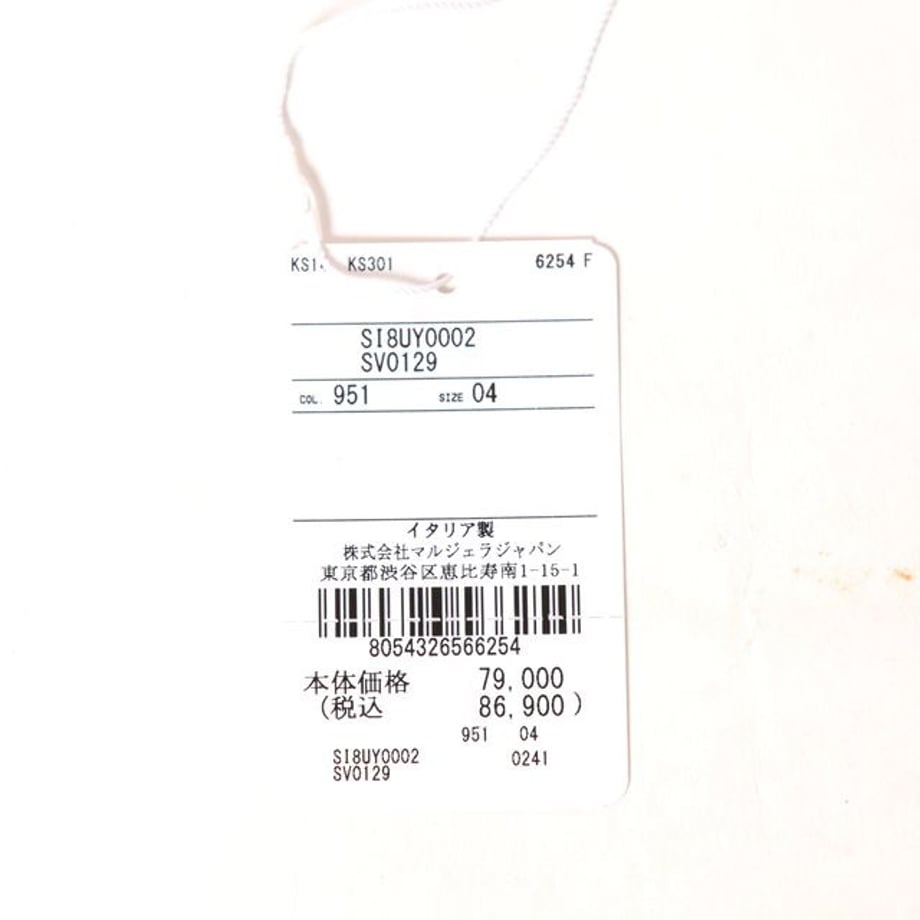 KS301 6254 F
SI8UY0002
SV0129
COL. 951 SIZE 04
イタリア製
株式会社マルジェラジャパン
東京都渋谷区恵比寿南1-15-1
8054326566254
本体価格 79,000
(税込 86,900)
951 04
SI8UY0002 0241
SV0129